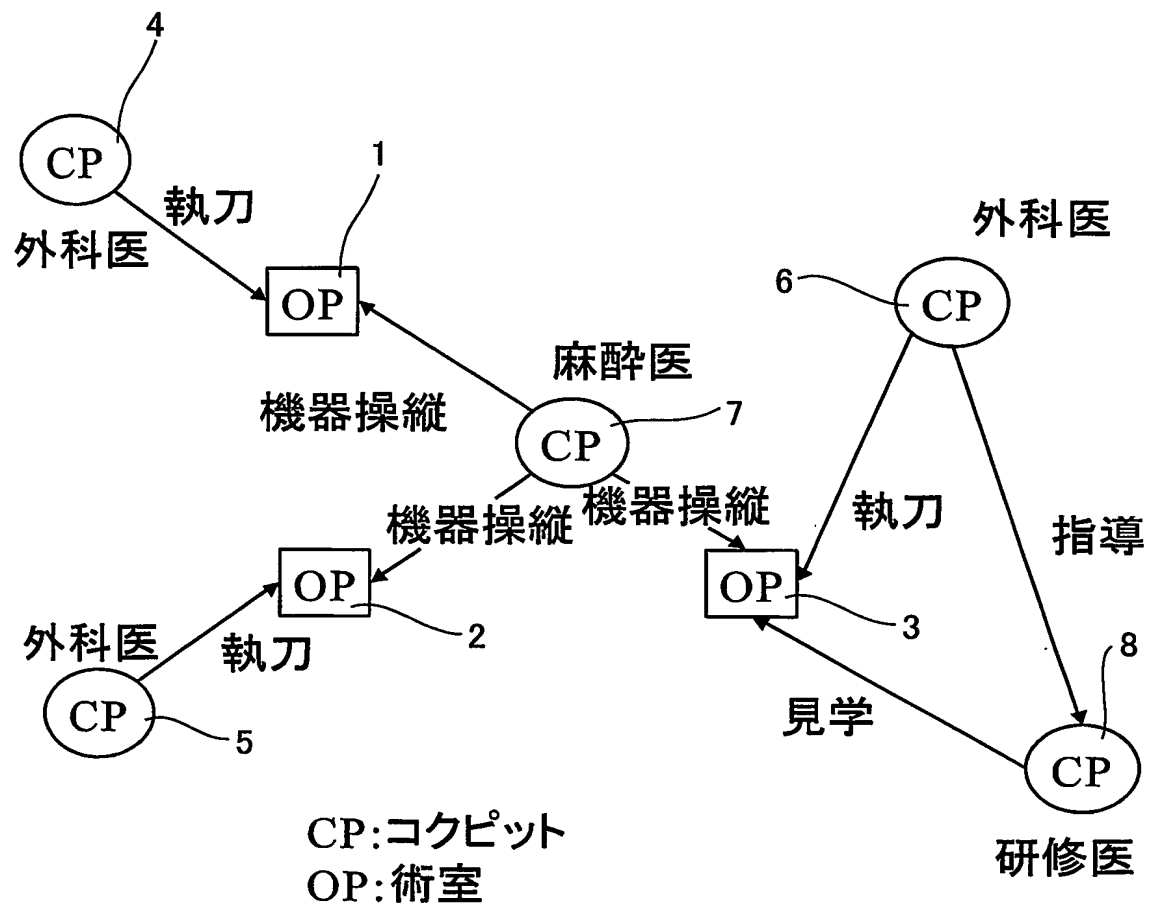 4
CP
執刀
外科医
1
OP
外科医
6
CP
麻酔医
機器操縦
7
CP
機器操縦
機器操縦
執刀
指導
OP
2
OP
3
外科医
執刀
CP
5
見学
8
CP
研修医
CP:コクピット
OP:術室